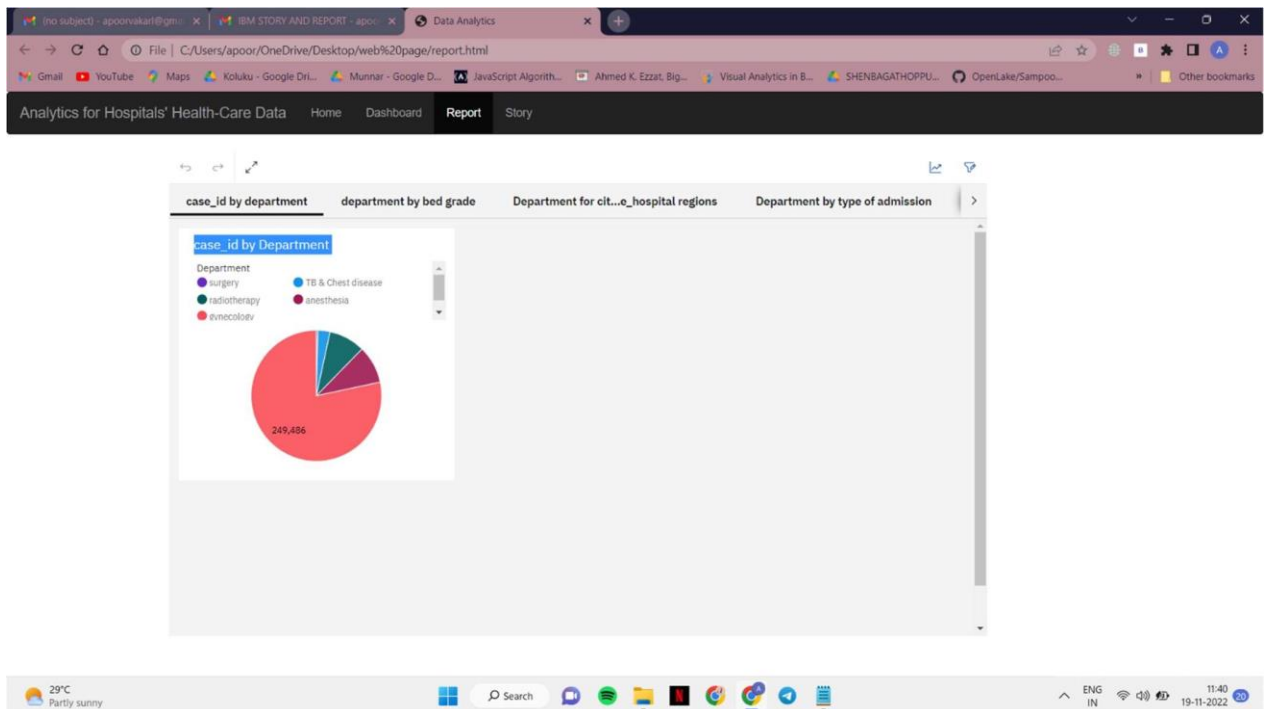 (no subject) - apoorvakarl@gm
IBM STORY AND REPORT - apoor
Data Analytics
File | C:/Users/apoor/OneDrive/Desktop/web%20page/report.html
Gmail YouTube Maps Koluku - Google Dri... Munnar - Google D... JavaScript Algorith... Ahmed K. Ezzat, Big... Visual Analytics in B... SHENBAGATHOPPU... OpenLake/Sampoo... » Other bookmarks
Analytics for Hospitals' Health-Care Data Home Dashboard Report Story
case_id by department department by bed grade Department for cit...e_hospital regions Department by type of admission
case_id by Department
Department
surgery TB & Chest disease
radiotherapy anesthesia
gynecology
249,486
29°C
Partly sunny
Search
ENG
IN
11:40
19-11-2022
20